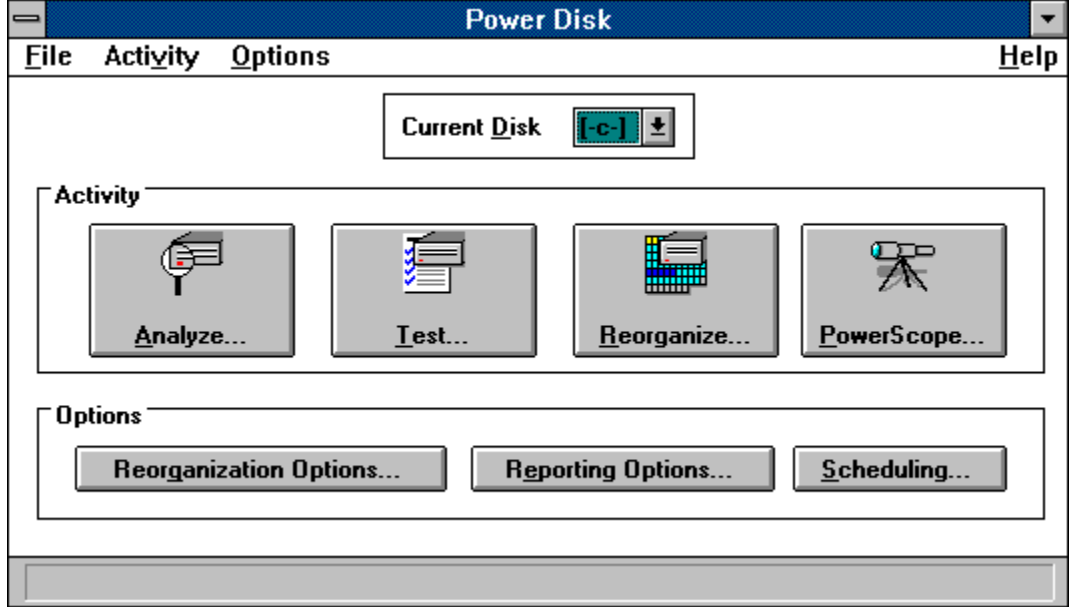 Power Disk
File Activity Options Help
Current Disk [-c-]
Activity
Analyze... Test... Reorganize... PowerScope...
Options
Reorganization Options... Reporting Options... Scheduling...